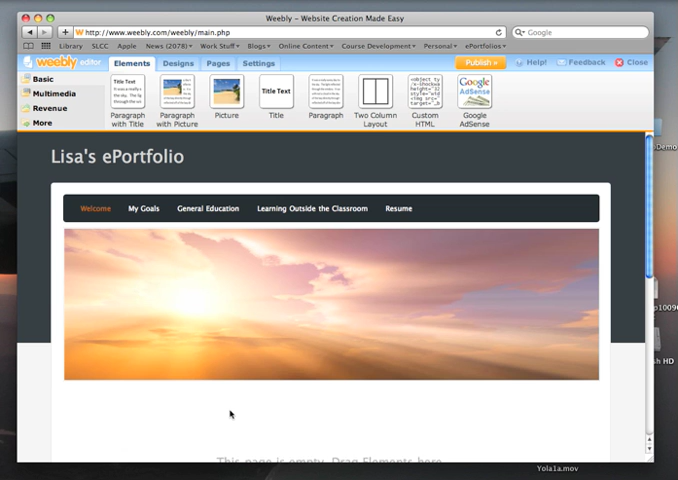 Weebly - Website Creation Made Easy
http://www.weebly.com/weebly/main.php
Google
Library SLCC Apple News (2078) Work Stuff Blogs Online Content Course Development Personal ePortfolios
weebly editor Elements Designs Pages Settings Publish » Help! Feedback Close
Basic
Multimedia
Revenue
More
Title Text
Title Text
Paragraph with Title
Paragraph with Picture
Picture
Title
Paragraph
Two Column Layout
Custom HTML
Google AdSense
Google
AdSense
Lisa's ePortfolio
Welcome My Goals General Education Learning Outside the Classroom Resume
This page is empty. Drag Elements here.
Yola1a.mov